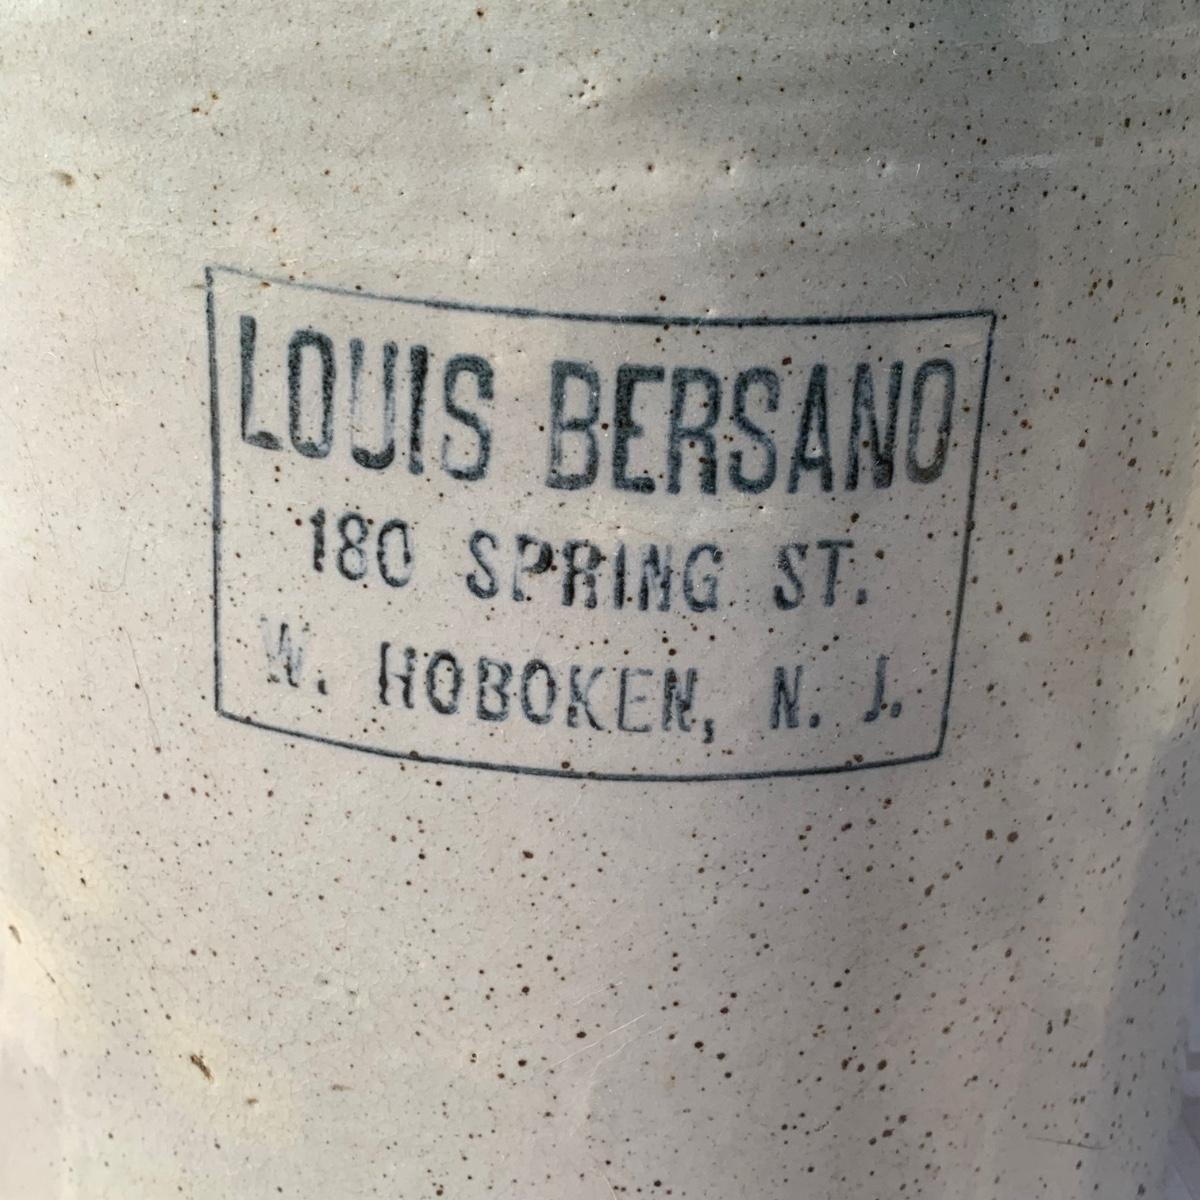 LOUIS BERSANO
180 SPRING ST.
W. HOBOKEN, N. J.